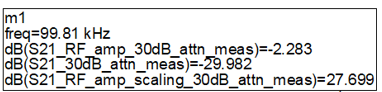 m1
freq=99.81 kHz
dB(S21_RF_amp_30dB_attn_meas)=-2.283
dB(S21_30dB_attn_meas)=-29.982
dB(S21_RF_amp_scaling_30dB_attn_meas)=27.699